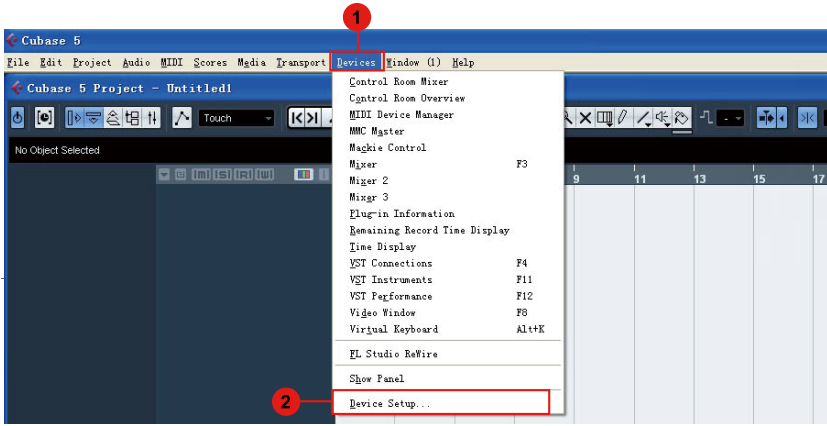 1
Cubase 5
File Edit Project Audio MIDI Scores Media Transport Devices Window (1) Help
Cubase 5 Project - Untitled1
Touch
No Object Selected
[m] [S] [R] [W]
9 11 13 15 17
Control Room Mixer
Control Room Overview
MIDI Device Manager
MMC Master
Mackie Control
Mixer F3
Mixer 2
Mixer 3
Plug-in Information
Remaining Record Time Display
Time Display
VST Connections F4
VST Instruments F11
VST Performance F12
Video Window F8
Virtual Keyboard Alt+K
FL Studio ReWire
Show Panel
2
Device Setup...